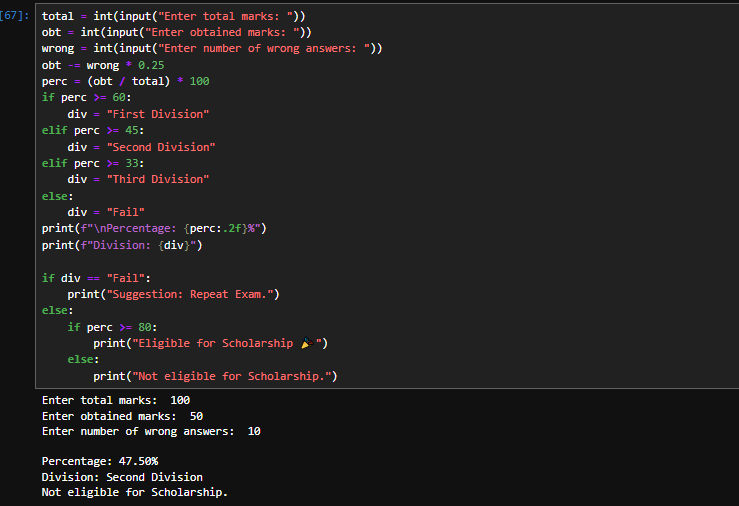 [67]:
total = int(input("Enter total marks: "))
obt = int(input("Enter obtained marks: "))
wrong = int(input("Enter number of wrong answers: "))
obt -= wrong * 0.25
perc = (obt / total) * 100
if perc >= 60:
    div = "First Division"
elif perc >= 45:
    div = "Second Division"
elif perc >= 33:
    div = "Third Division"
else:
    div = "Fail"
print(f"\nPercentage: {perc:.2f}%")
print(f"Division: {div}")

if div == "Fail":
    print("Suggestion: Repeat Exam.")
else:
    if perc >= 80:
        print("Eligible for Scholarship 🎉")
    else:
        print("Not eligible for Scholarship.")
Enter total marks:  100
Enter obtained marks:  50
Enter number of wrong answers:  10

Percentage: 47.50%
Division: Second Division
Not eligible for Scholarship.